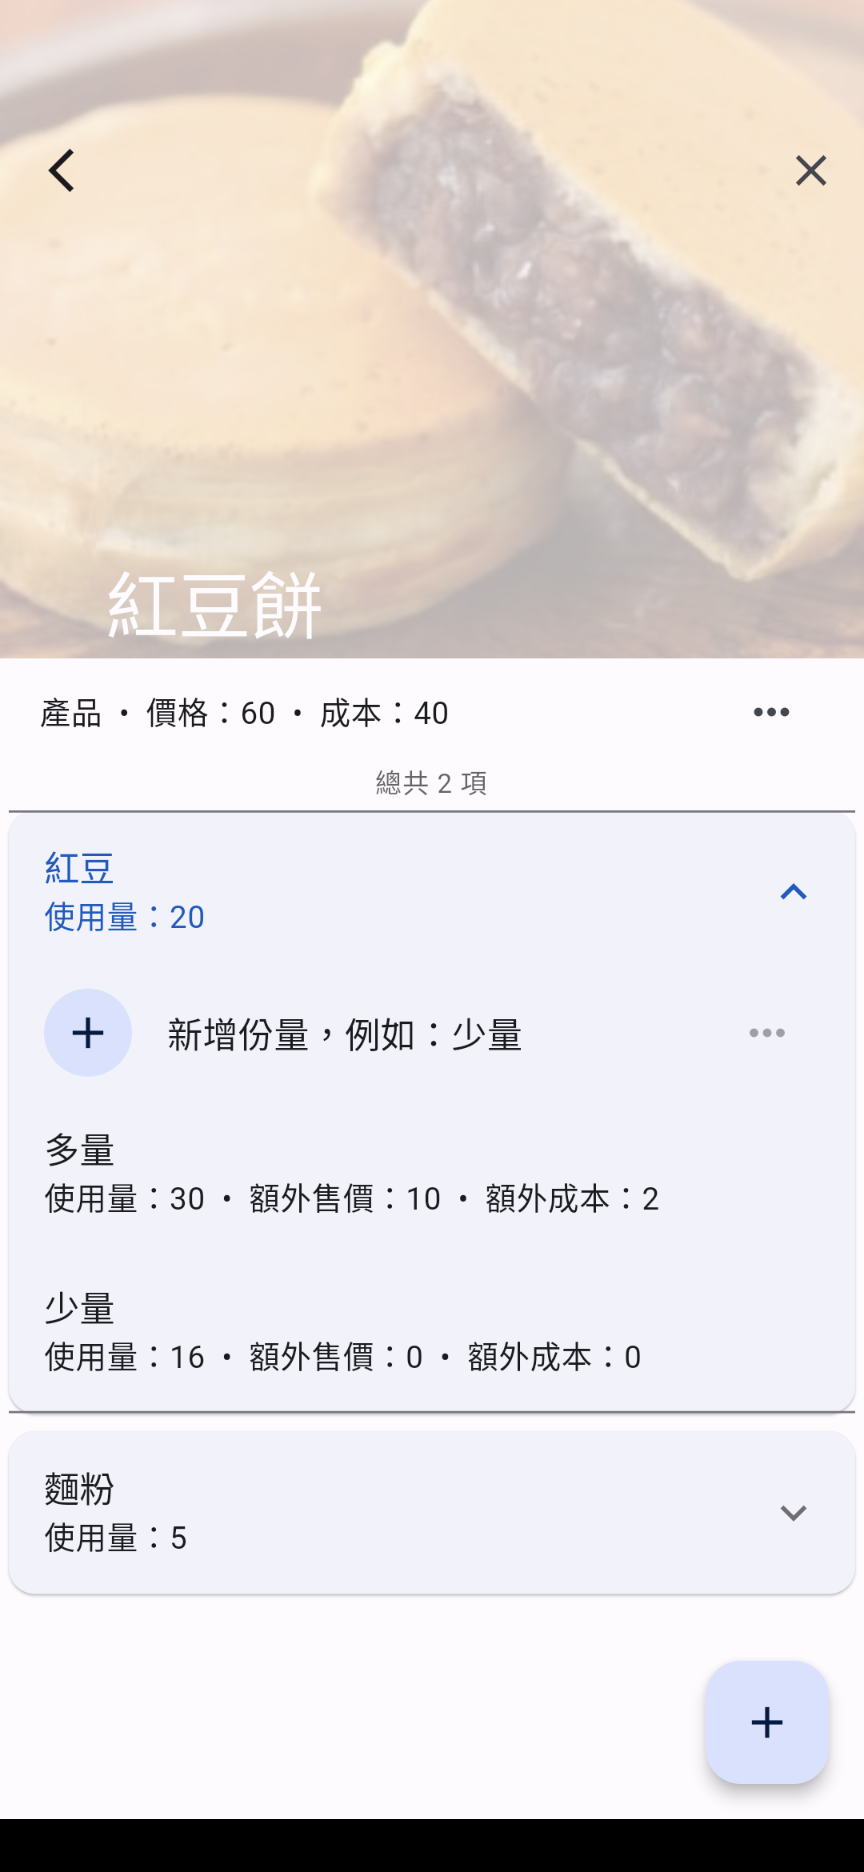 紅豆餅
產品 • 價格：60 • 成本：40
總共 2 項
紅豆
使用量：20
新增份量，例如：少量
多量
使用量：30 • 額外售價：10 • 額外成本：2
少量
使用量：16 • 額外售價：0 • 額外成本：0
麵粉
使用量：5